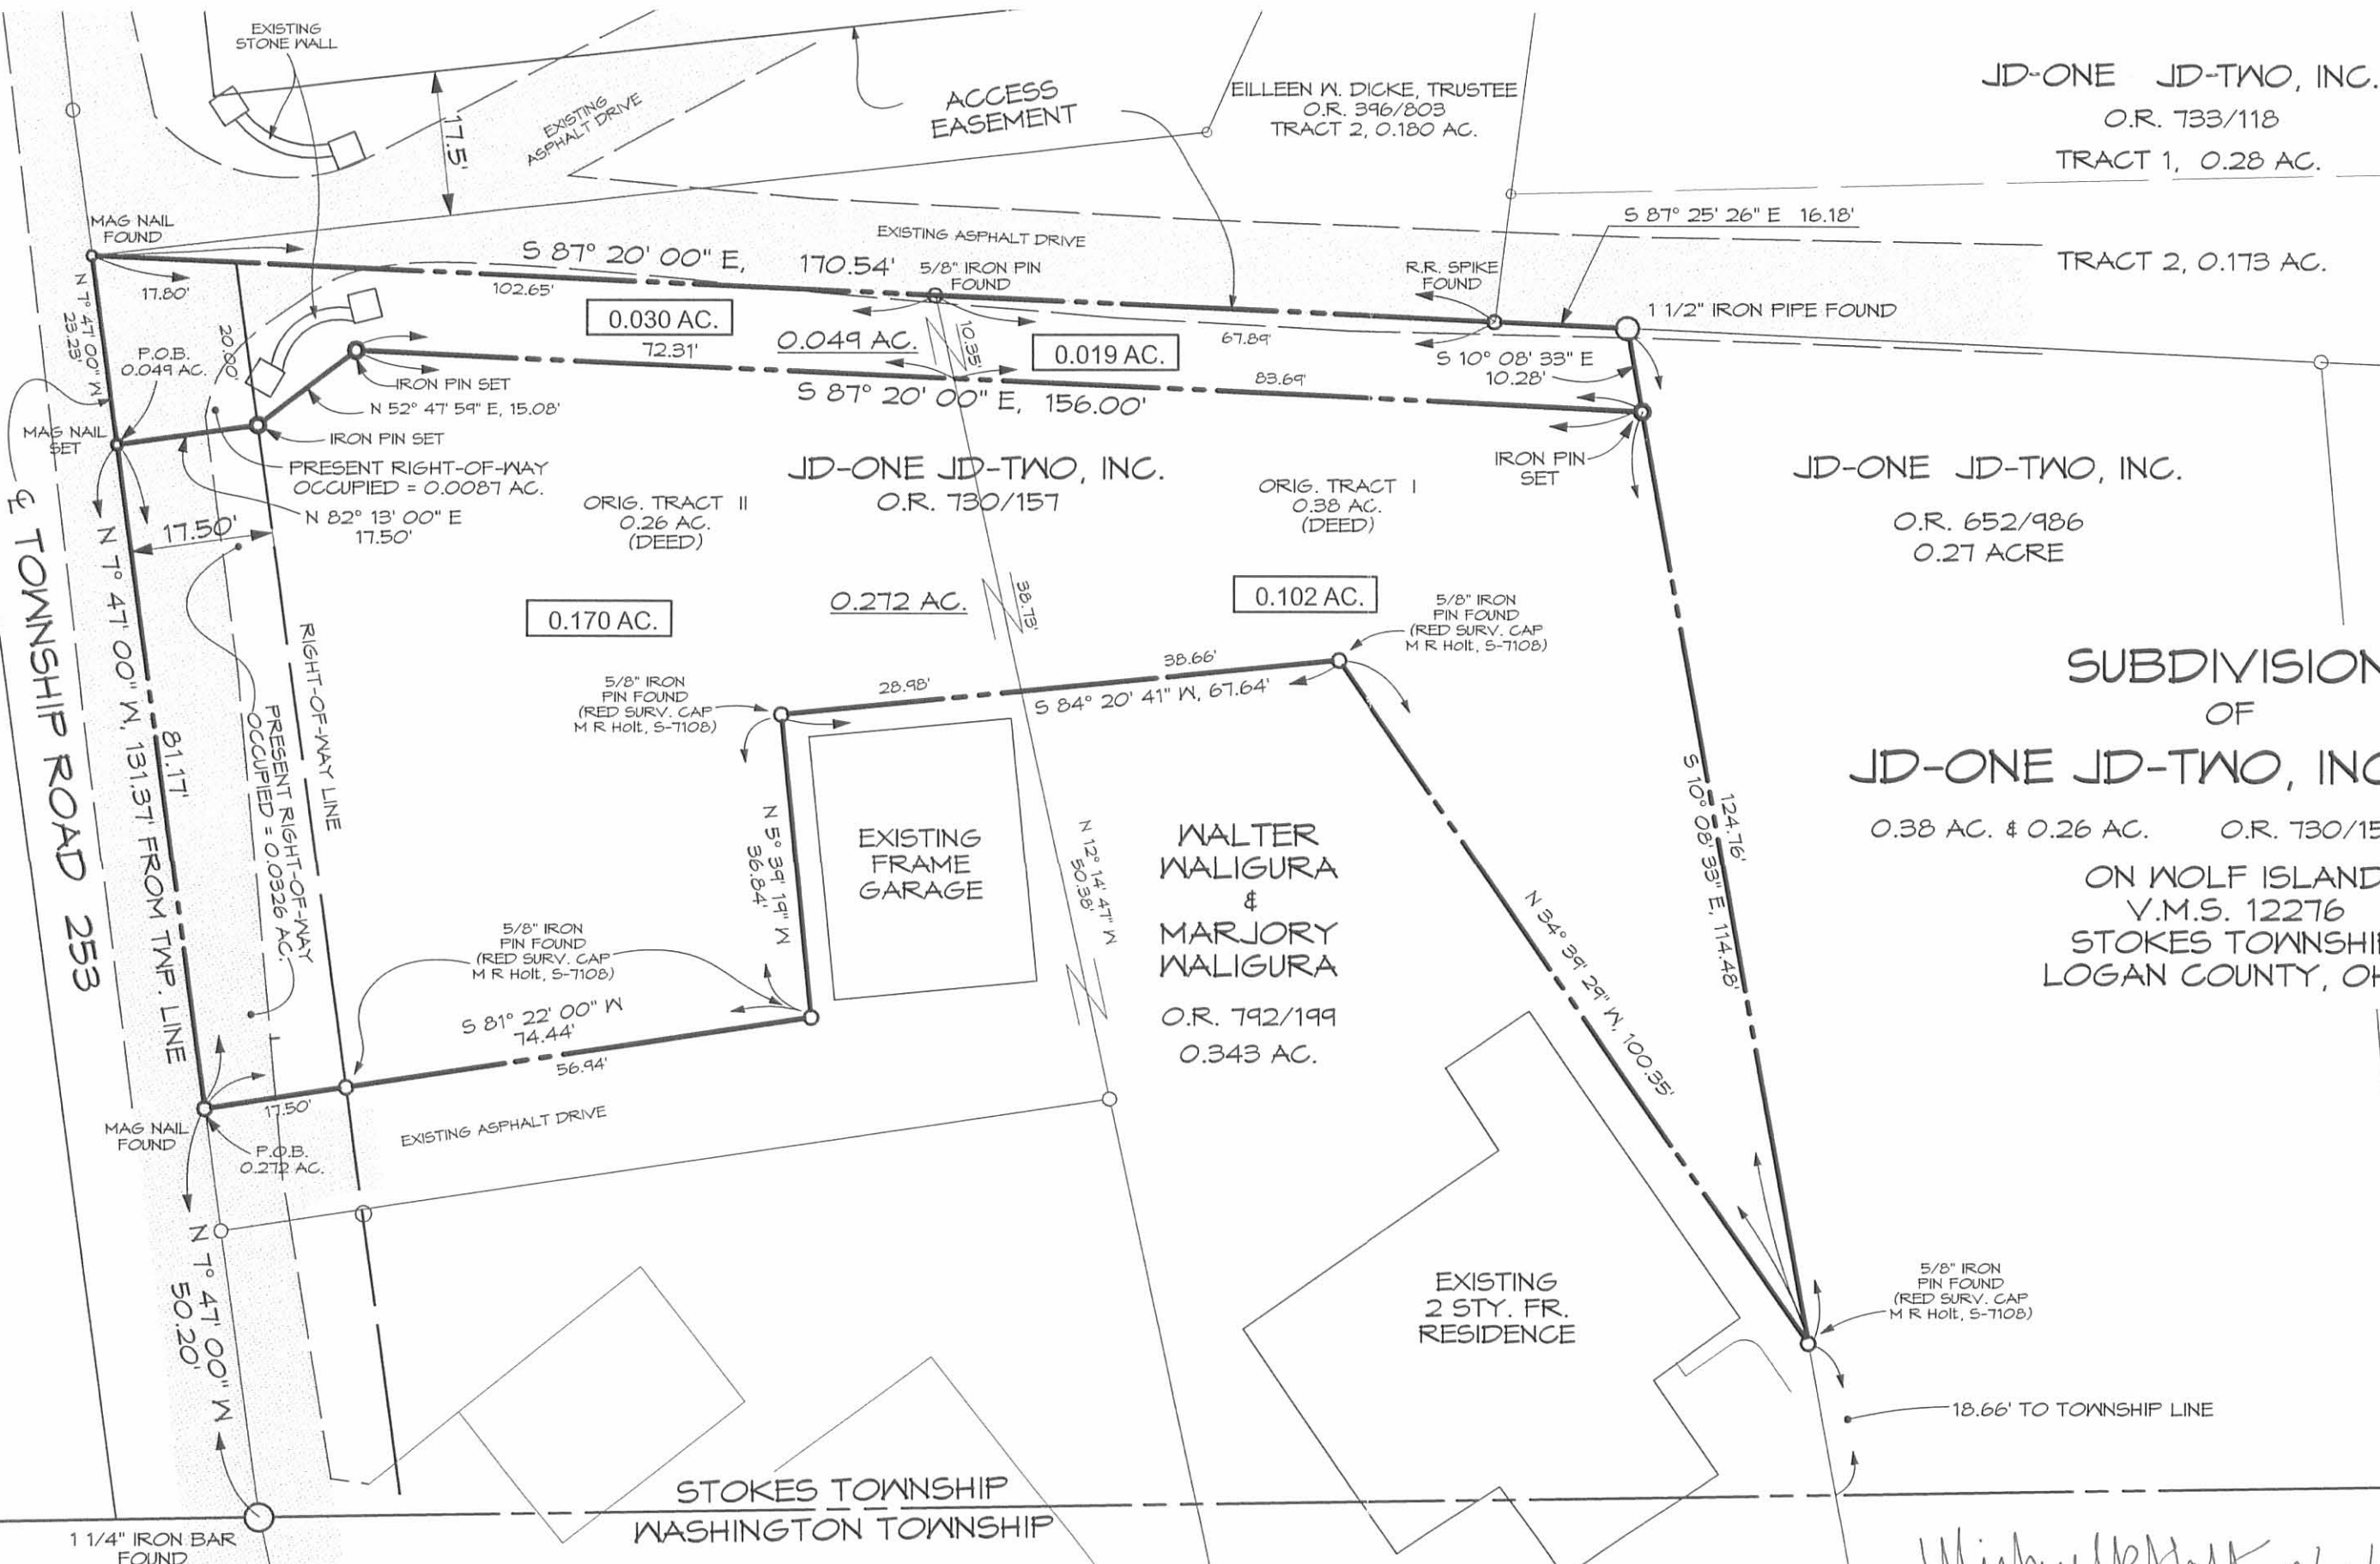 EXISTING
STONE WALL
17.5'
EXISTING
ASPHALT DRIVE
ACCESS
EASEMENT
EILLEEN W. DICKE, TRUSTEE
O.R. 396/803
TRACT 2, 0.180 AC.
JD-ONE JD-TWO, INC.
O.R. 733/118
TRACT 1, 0.28 AC.
S 87° 25' 26" E 16.18'
TRACT 2, 0.173 AC.
MAG NAIL
FOUND
17.80'
S 87° 20' 00" E, 170.54'
102.65'
EXISTING ASPHALT DRIVE
5/8" IRON PIN
FOUND
R.R. SPIKE
FOUND
1 1/2" IRON PIPE FOUND
N 7° 47' 00" W
23.23'
20.00'
0.030 AC.
0.049 AC.
10.35'
0.019 AC.
67.89'
S 10° 08' 33" E
10.28'
P.O.B.
0.049 AC.
72.31'
83.69'
IRON PIN SET
S 87° 20' 00" E, 156.00'
N 52° 47' 59" E, 15.08'
MAG NAIL
SET
IRON PIN SET
PRESENT RIGHT-OF-WAY
OCCUPIED = 0.0087 AC.
N 82° 13' 00" E
17.50'
17.50'
JD-ONE JD-TWO, INC.
O.R. 730/157
ORIG. TRACT II
0.26 AC.
(DEED)
ORIG. TRACT I
0.38 AC.
(DEED)
IRON PIN
SET
JD-ONE JD-TWO, INC.
O.R. 652/986
0.27 ACRE
℄ TOWNSHIP ROAD 253
N 7° 47' 00" W, 131.37' FROM TWP. LINE
81.17'
RIGHT-OF-WAY LINE
PRESENT RIGHT-OF-WAY
OCCUPIED = 0.0326 AC.
0.170 AC.
0.272 AC.
38.73'
0.102 AC.
5/8" IRON
PIN FOUND
(RED SURV. CAP
M R Holt, S-7108)
5/8" IRON
PIN FOUND
(RED SURV. CAP
M R Holt, S-7108)
28.98'
38.66'
S 84° 20' 41" W, 67.64'
SUBDIVISION
OF
JD-ONE JD-TWO, INC
0.38 AC. & 0.26 AC. O.R. 730/15
ON WOLF ISLAND
V.M.S. 12276
STOKES TOWNSHI
LOGAN COUNTY, OH
N 5° 39' 19" W
36.84'
EXISTING
FRAME
GARAGE
N 12° 14' 47" W
50.38'
WALTER
WALIGURA
&
MARJORY
WALIGURA
O.R. 792/199
0.343 AC.
N 34° 39' 29" W, 100.35'
124.76'
S 10° 08' 33" E, 114.48'
5/8" IRON
PIN FOUND
(RED SURV. CAP
M R Holt, S-7108)
S 81° 22' 00" W
74.44'
56.94'
17.50'
MAG NAIL
FOUND
P.O.B.
0.272 AC.
EXISTING ASPHALT DRIVE
N 7° 47' 00" W
50.20'
EXISTING
2 STY. FR.
RESIDENCE
5/8" IRON
PIN FOUND
(RED SURV. CAP
M R Holt, S-7108)
18.66' TO TOWNSHIP LINE
STOKES TOWNSHIP
WASHINGTON TOWNSHIP
1 1/4" IRON BAR
FOUND